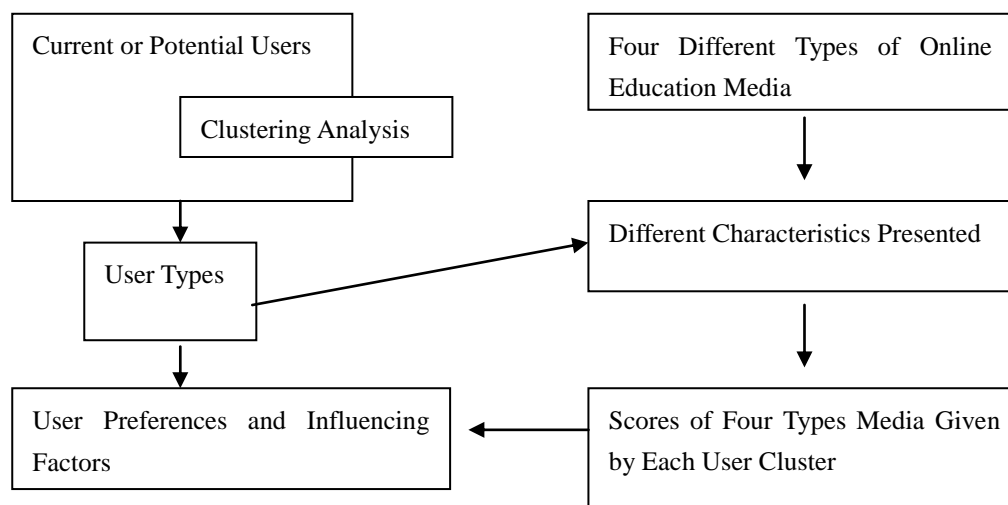 Current or Potential Users
Clustering Analysis
User Types
User Preferences and Influencing
Factors
Four Different Types of Online
Education Media
Different Characteristics Presented
Scores of Four Types Media Given
by Each User Cluster